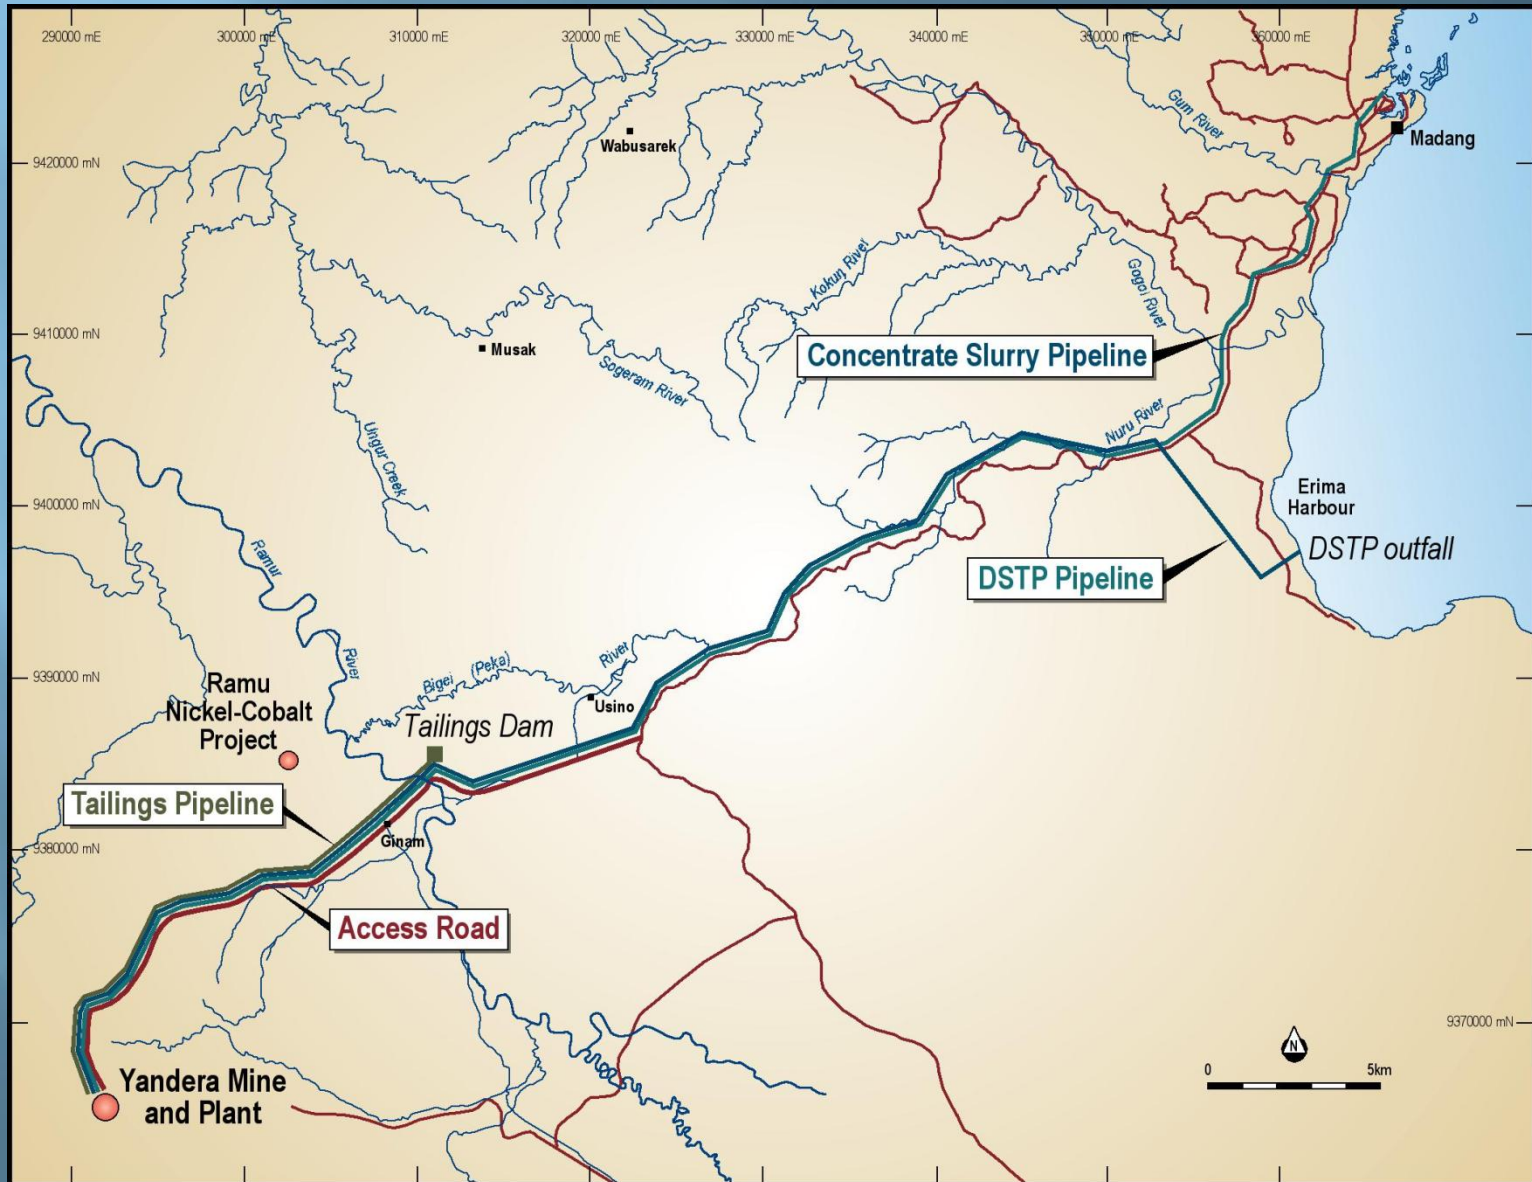 290000 mE
300000 mE
310000 mE
320000 mE
330000 mE
340000 mE
350000 mE
360000 mE
Gum River
Madang
9420000 mN
Wabusarek
Kokun River
Gogoi River
9410000 mN
Musak
Sogeram River
Concentrate Slurry Pipeline
Ungur Creek
Nuru River
9400000 mN
Erima
Harbour
DSTP outfall
Ramur
River
DSTP Pipeline
9390000 mN
Bigei (Peka)
River
Usino
Ramu
Nickel-Cobalt
Project
Tailings Dam
Tailings Pipeline
Ginam
9380000 mN
Access Road
9370000 mN
N
0
5km
Yandera Mine
and Plant